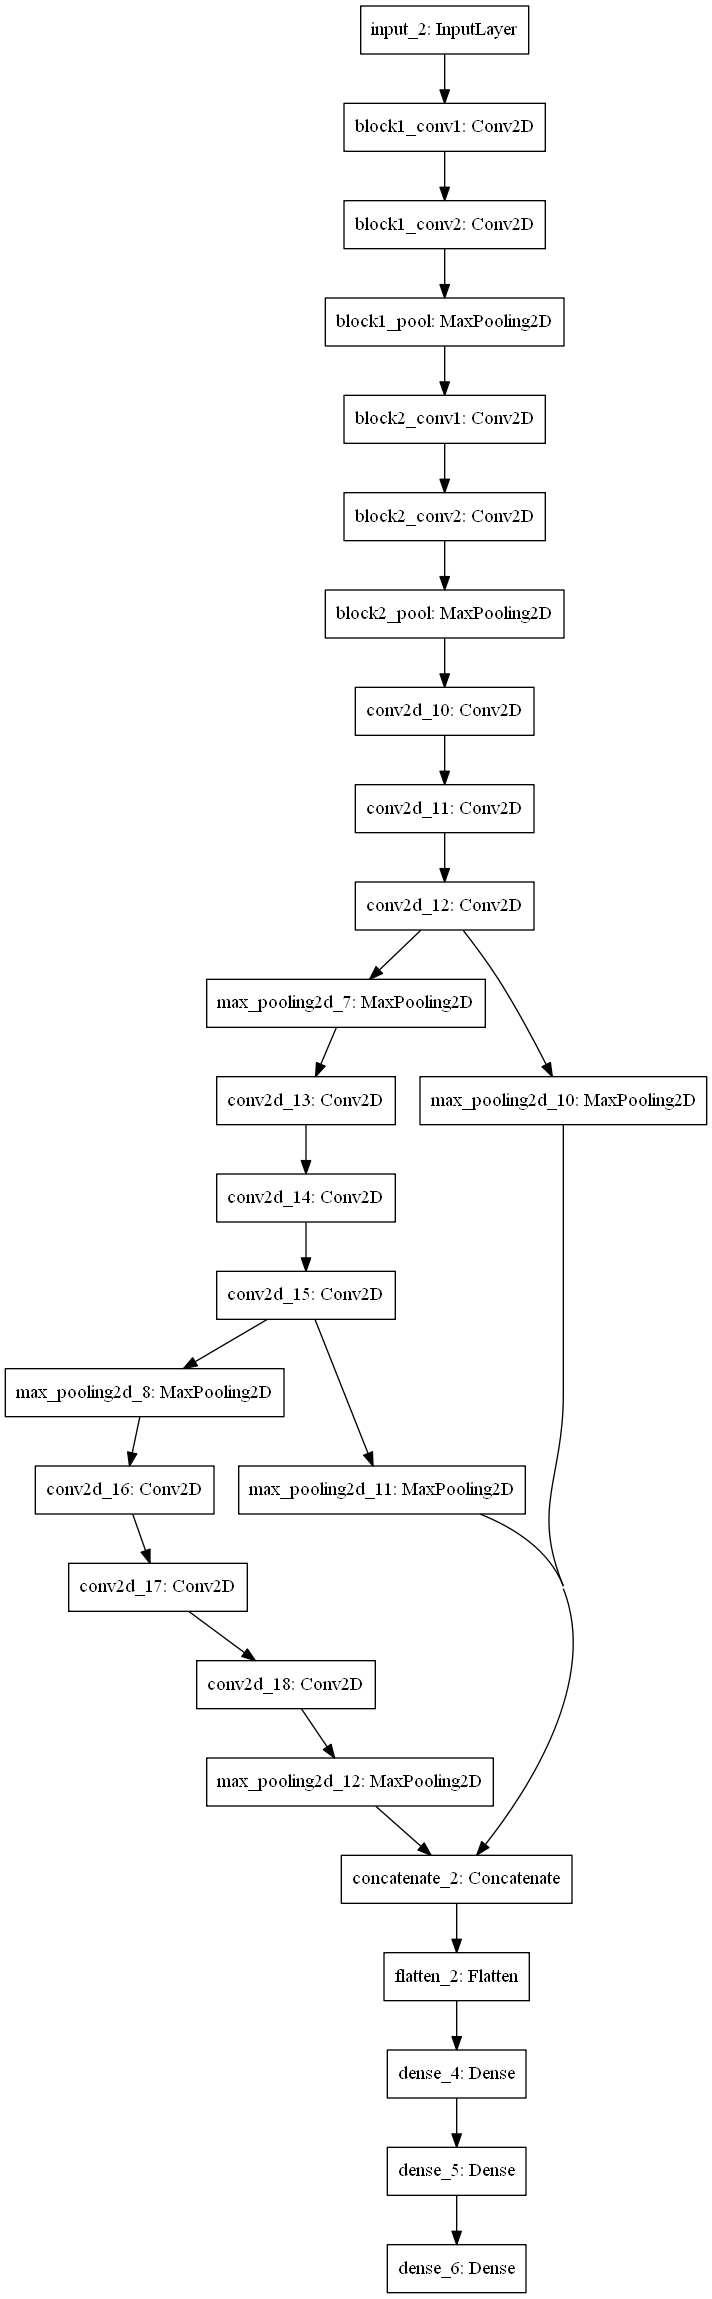 input_2: InputLayer
block1_conv1: Conv2D
block1_conv2: Conv2D
block1_pool: MaxPooling2D
block2_conv1: Conv2D
block2_conv2: Conv2D
block2_pool: MaxPooling2D
conv2d_10: Conv2D
conv2d_11: Conv2D
conv2d_12: Conv2D
max_pooling2d_7: MaxPooling2D
conv2d_13: Conv2D
max_pooling2d_10: MaxPooling2D
conv2d_14: Conv2D
conv2d_15: Conv2D
max_pooling2d_8: MaxPooling2D
conv2d_16: Conv2D
max_pooling2d_11: MaxPooling2D
conv2d_17: Conv2D
conv2d_18: Conv2D
max_pooling2d_12: MaxPooling2D
concatenate_2: Concatenate
flatten_2: Flatten
dense_4: Dense
dense_5: Dense
dense_6: Dense